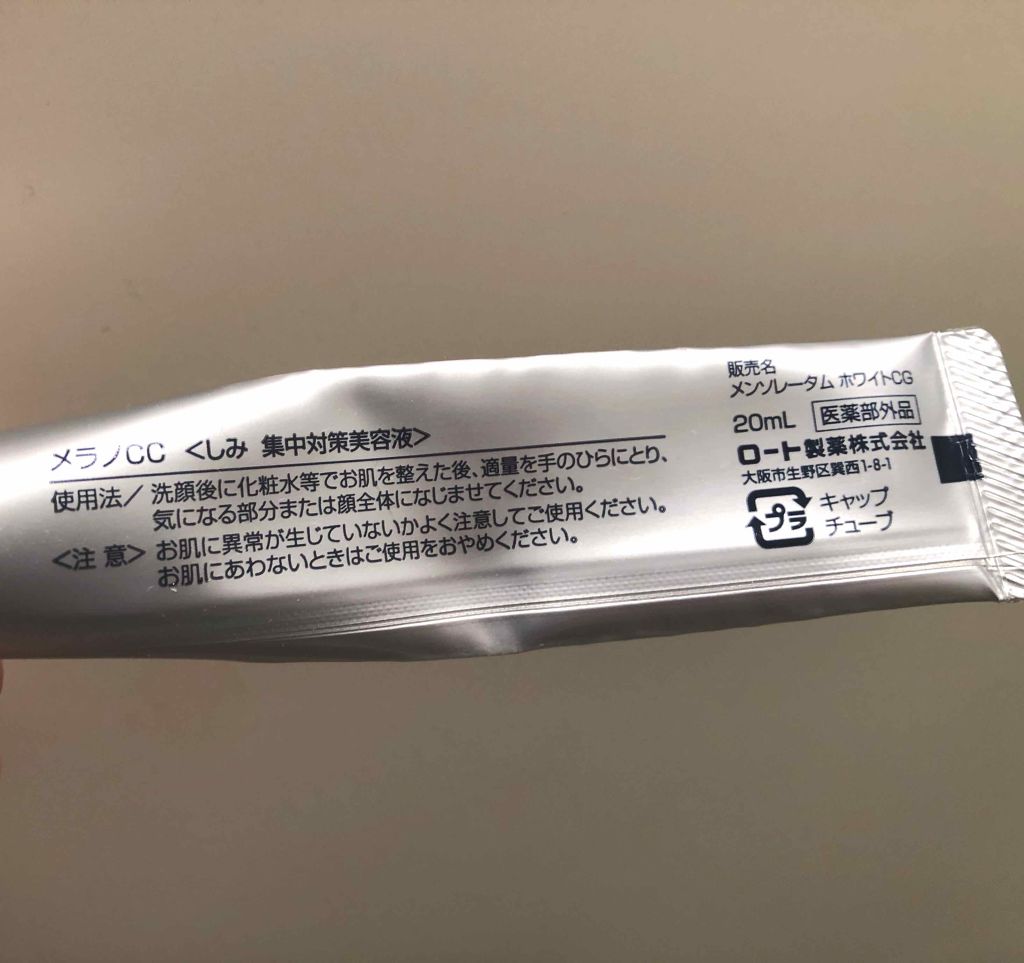 メラノCC <しみ 集中対策美容液>
使用法/ 洗顔後に化粧水等でお肌を整えた後、適量を手のひらにとり、
気になる部分または顔全体になじませてください。
<注 意> お肌に異常が生じていないかよく注意してご使用ください。
お肌にあわないときはご使用をおやめください。
販売名
メンソレータム ホワイトCG
20mL 医薬部外品
ロート製薬株式会社
大阪市生野区巽西1-8-1
プラ キャップ
チューブ